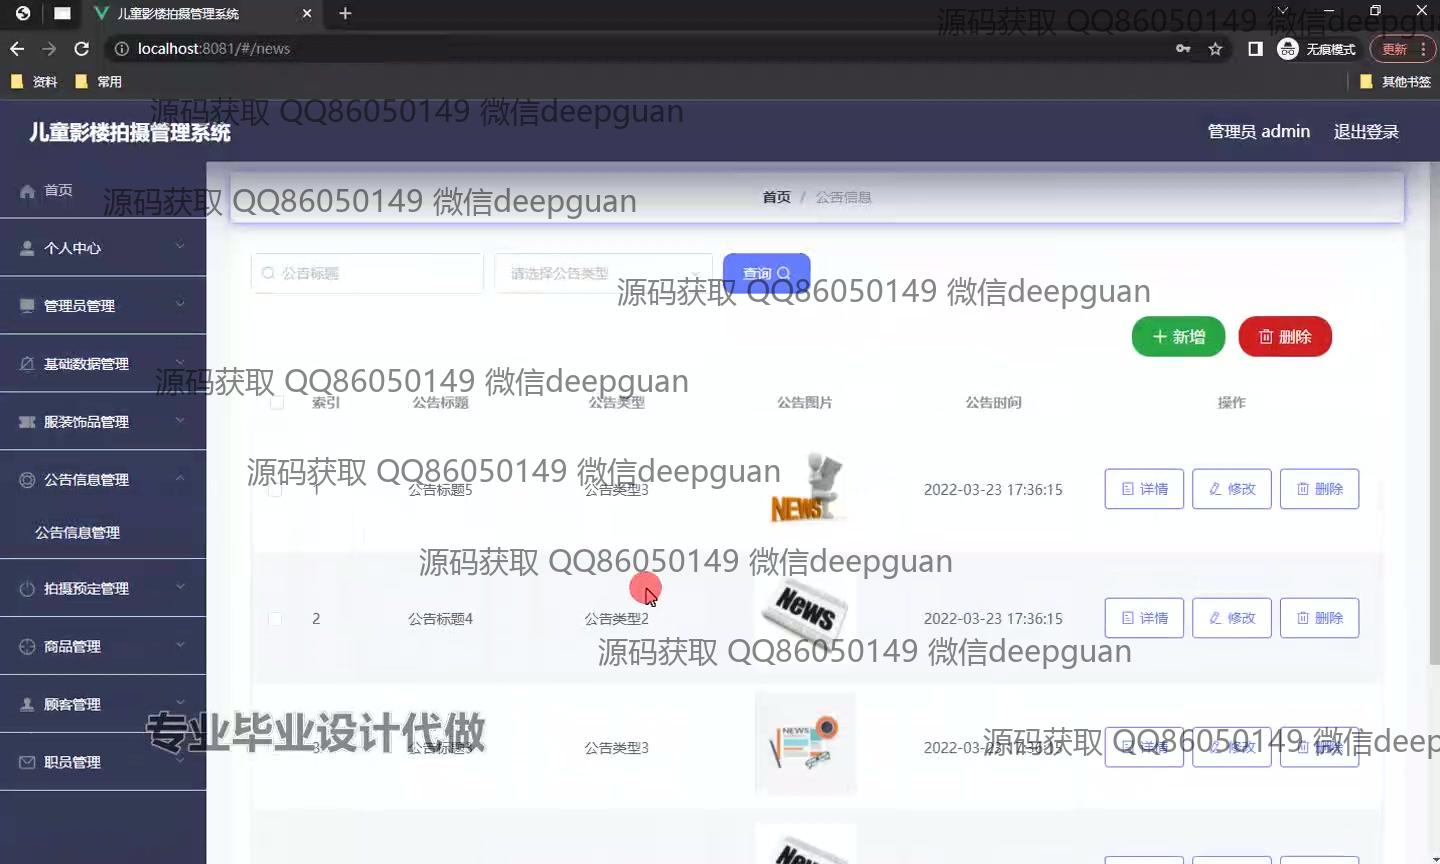 儿童影楼拍摄管理系统
源码获取 QQ86050149 微信deepgua
localhost:8081/#/news
无痕模式
更新
资料
常用
其他书签
源码获取 QQ86050149 微信deepguan
儿童影楼拍摄管理系统
管理员 admin
退出登录
首页
源码获取 QQ86050149 微信deepguan
首页 / 公告信息
个人中心
公告标题
请选择公告类型
查询
源码获取 QQ86050149 微信deepguan
管理员管理
新增
删除
基础数据管理
源码获取 QQ86050149 微信deepguan
索引 公告标题 公告类型 公告图片 公告时间 操作
服装饰品管理
公告信息管理
源码获取 QQ86050149 微信deepguan
1 公告标题5 公告类型3 NEWS 2022-03-23 17:36:15 详情 修改 删除
公告信息管理
源码获取 QQ86050149 微信deepguan
拍摄预定管理
2 公告标题4 公告类型2 News 2022-03-23 17:36:15 详情 修改 删除
商品管理
源码获取 QQ86050149 微信deepguan
顾客管理
专业毕业设计代做
3 公告标题3 公告类型3 NEWS 2022-03-23 17:36:15 详情 修改 删除
源码获取 QQ86050149 微信deep
职员管理
News